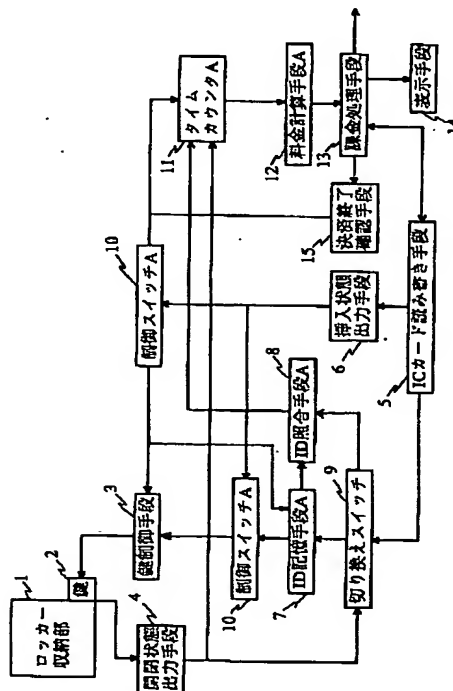 1
ロッカー
収納部
2
鍵
3
鍵制御手段
4
開閉状態
出力手段
10
制御スイッチA
10
制御スイッチA
7
ID記憶手段A
8
ID照合手段A
9
切り換えスイッチ
5
ICカード読み書き手段
6
挿入状態
出力手段
11
タイム
カウンタA
12
料金計算手段A
13
課金処理手段
15
決済終了
確認手段
表示手段
14